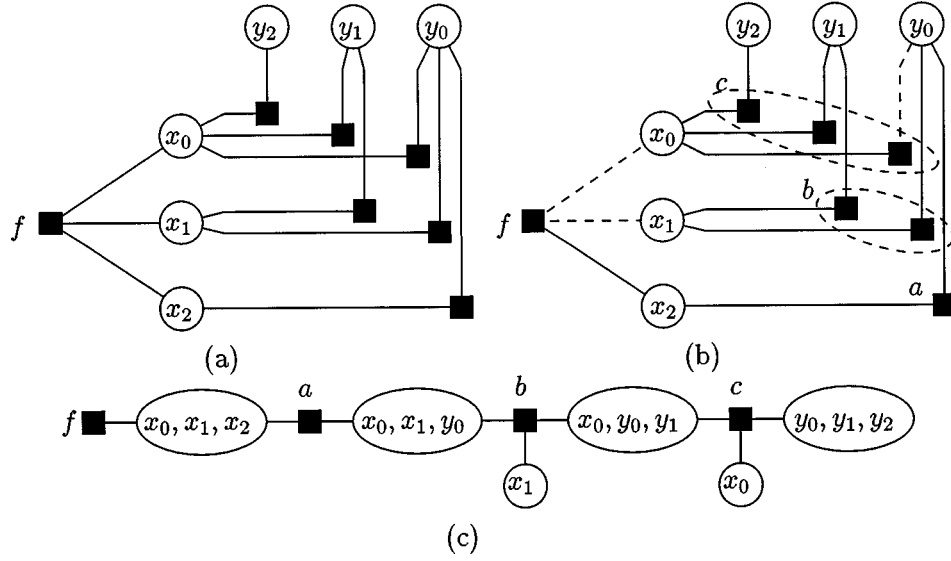 y₂ y₁ y₀
x₀
f x₁
x₂
(a)
y₂ y₁ y₀
c
x₀
b
f x₁
a
x₂
(b)
a b c
f x₀, x₁, x₂ x₀, x₁, y₀ x₀, y₀, y₁ y₀, y₁, y₂
x₁ x₀
(c)